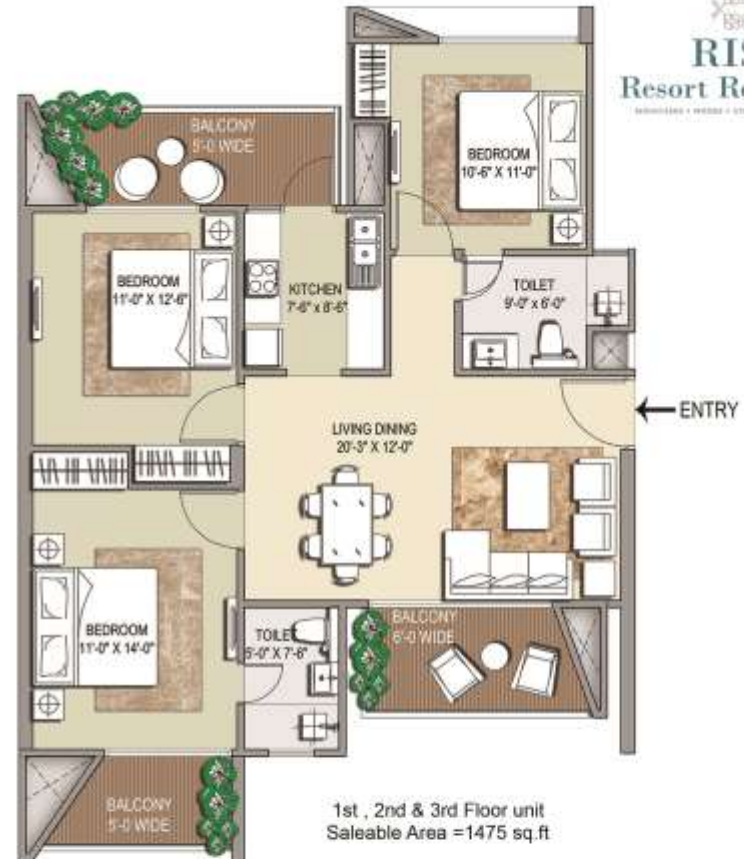 RIS
Resort Re
BALCONY
5'-0 WIDE
BEDROOM
10'-6" X 11'-0"
BEDROOM
11'-0" X 12'-6"
KITCHEN
7'-6" x 8'-6"
TOILET
9'-0" x 6'-0"
ENTRY
LIVING DINING
20'-3" X 12'-0"
BALCONY
6'-0 WIDE
BEDROOM
11'-0" X 14'-0"
TOILET
5'-0" X 7'-6"
BALCONY
5'-0 WIDE
1st , 2nd & 3rd Floor unit
Saleable Area =1475 sq.ft